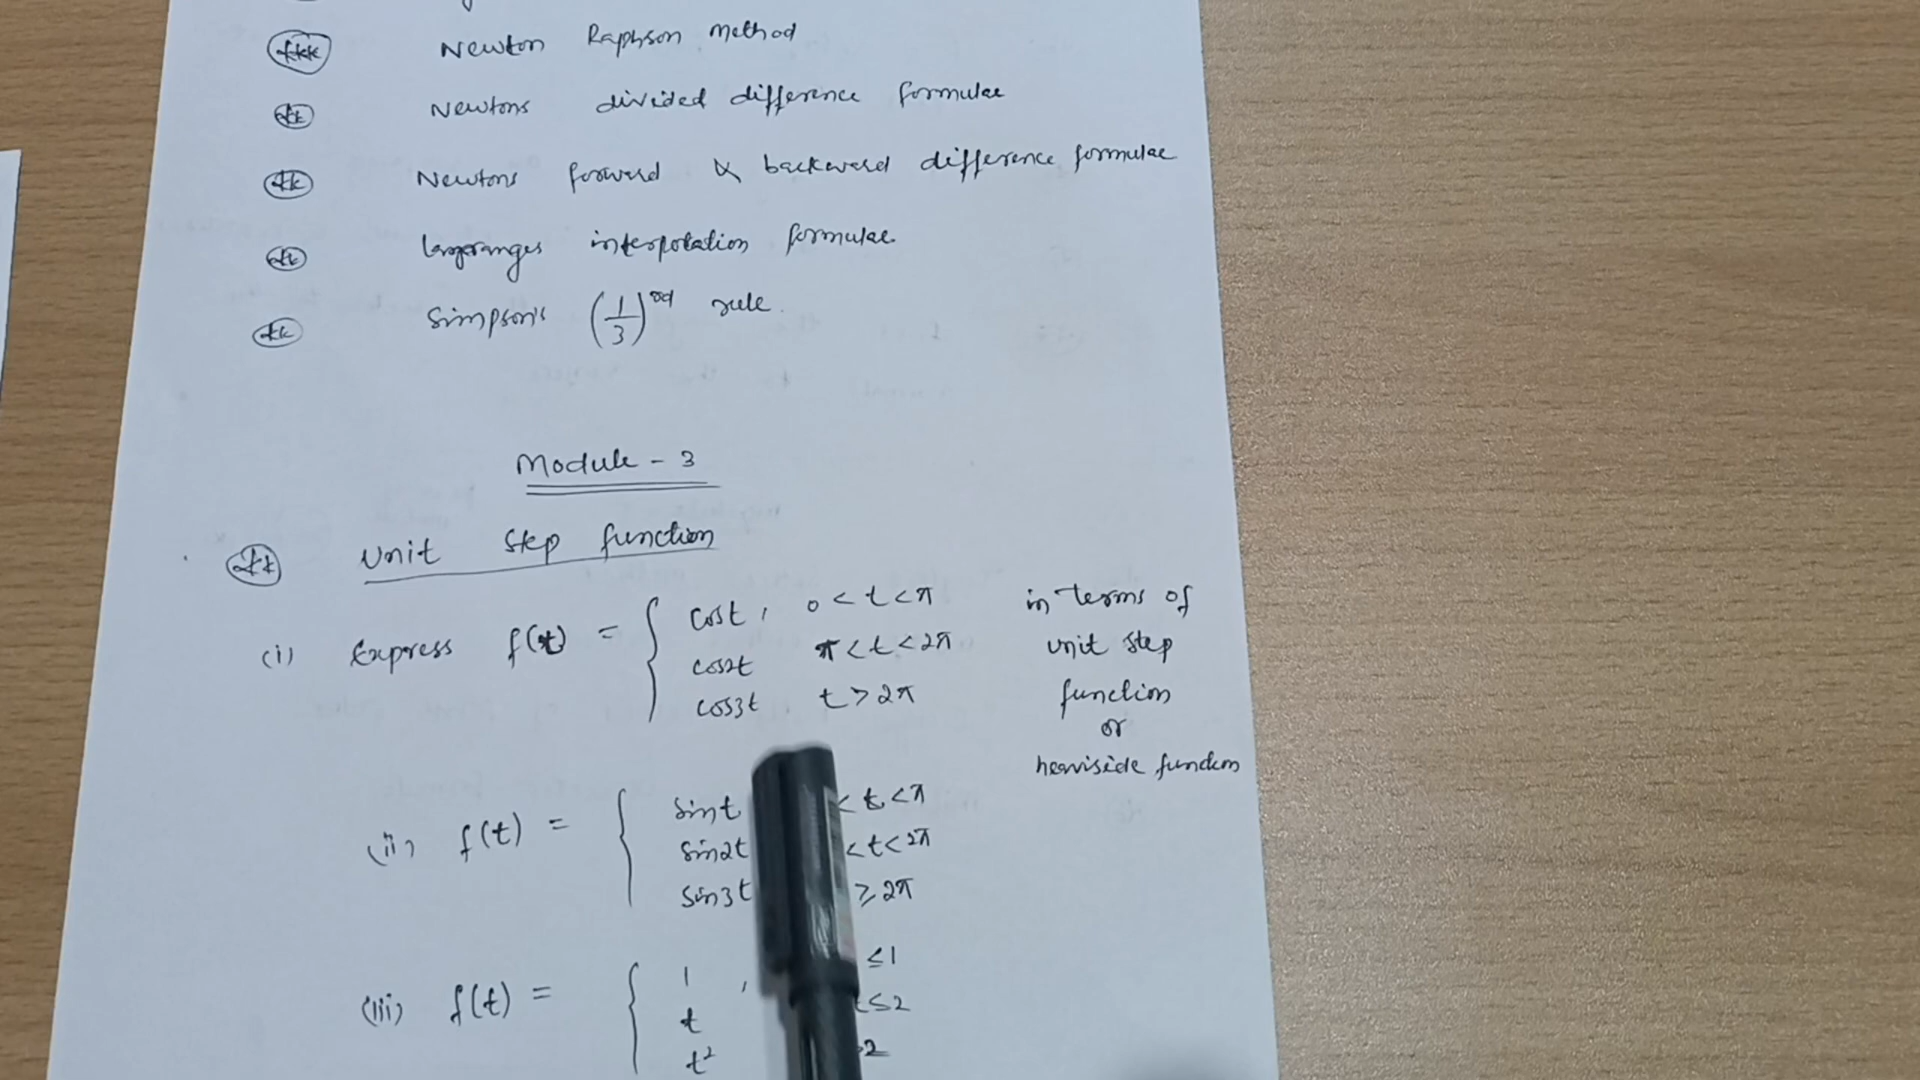 Newton Raphson Method
Newtons divided difference formulae
Newtons forward & backward difference formulae
Lagranges interpolation formulae
Simpson's (1/3)rd rule
Module - 3
Unit step function
(i) Express f(t) = { cost, 0 < t < π in terms of
cos2t π < t < 2π unit step
cos3t t > 2π function
or
heaviside function
(ii) f(t) = { sint < t < π
sin2t < t < 2π
sin3t ≥ 2π
(iii) f(t) = { 1 , ≤ 1
t t ≤ 2
t² >2